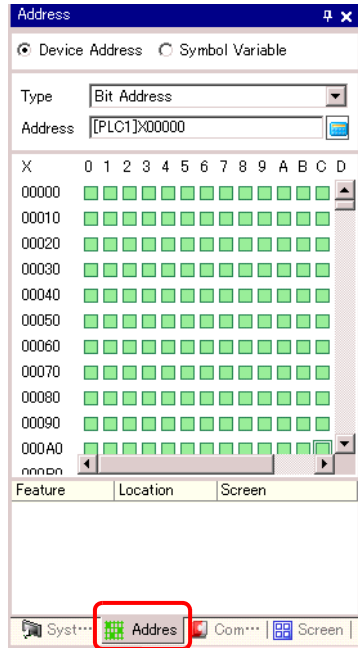 Address
Device Address Symbol Variable
Type Bit Address
Address [PLC1]X00000
X 0 1 2 3 4 5 6 7 8 9 A B C D
00000
00010
00020
00030
00040
00050
00060
00070
00080
00090
000A0
000B0
Feature Location Screen
Syst··· Addres Com··· Screen